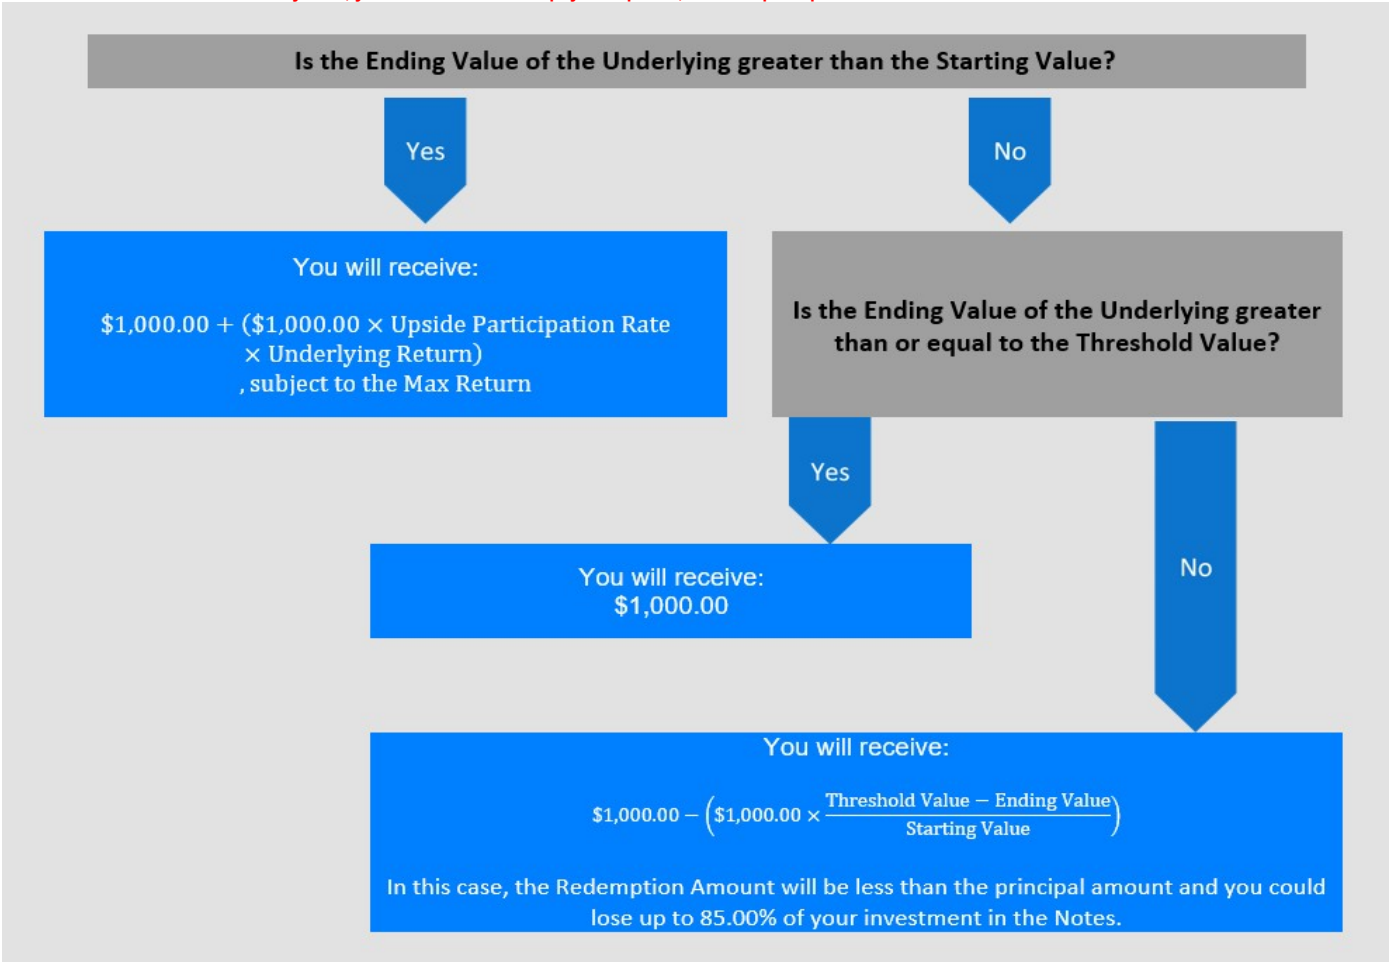 Is the Ending Value of the Underlying greater than the Starting Value?
Yes
No
You will receive:
$1,000.00 + ($1,000.00 × Upside Participation Rate
× Underlying Return)
, subject to the Max Return
Is the Ending Value of the Underlying greater
than or equal to the Threshold Value?
Yes
No
You will receive:
$1,000.00
You will receive:
$1,000.00 − ($1,000.00 × (Threshold Value − Ending Value)/Starting Value)
In this case, the Redemption Amount will be less than the principal amount and you could
lose up to 85.00% of your investment in the Notes.